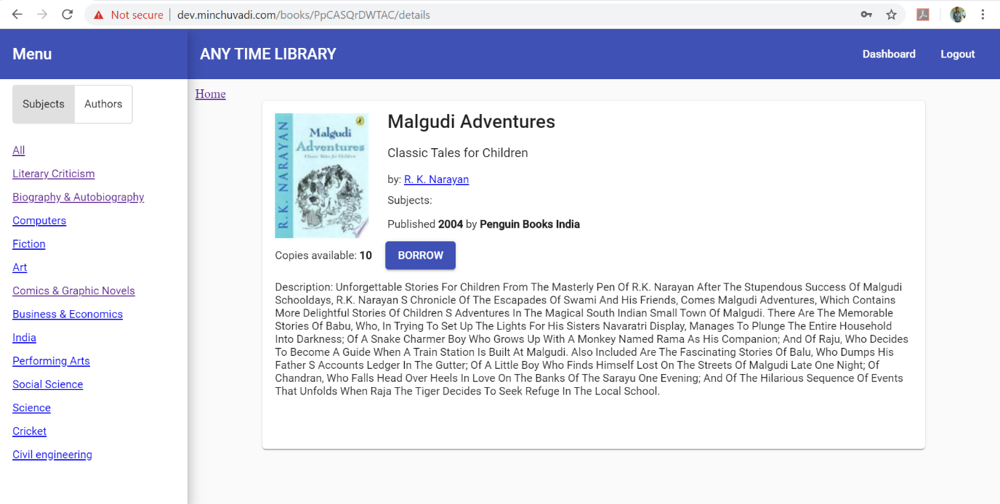 Not secure | dev.minchuvadi.com/books/PpCASQrDWTAC/details
Menu
ANY TIME LIBRARY
Dashboard
Logout
Subjects
Authors
All
Literary Criticism
Biography & Autobiography
Computers
Fiction
Art
Comics & Graphic Novels
Business & Economics
India
Performing Arts
Social Science
Science
Cricket
Civil engineering
Home
R.K. NARAYAN
Malgudi
Adventures
Classic Tales for Children
Malgudi Adventures
Classic Tales for Children
by: R. K. Narayan
Subjects:
Published 2004 by Penguin Books India
Copies available: 10
BORROW
Description: Unforgettable Stories For Children From The Masterly Pen Of R.K. Narayan After The Stupendous Success Of Malgudi
Schooldays, R.K. Narayan S Chronicle Of The Escapades Of Swami And His Friends, Comes Malgudi Adventures, Which Contains
More Delightful Stories Of Children S Adventures In The Magical South Indian Small Town Of Malgudi. There Are The Memorable
Stories Of Babu, Who, In Trying To Set Up The Lights For His Sisters Navaratri Display, Manages To Plunge The Entire Household
Into Darkness; Of A Snake Charmer Boy Who Grows Up With A Monkey Named Rama As His Companion; And Of Raju, Who Decides
To Become A Guide When A Train Station Is Built At Malgudi. Also Included Are The Fascinating Stories Of Balu, Who Dumps His
Father S Accounts Ledger In The Gutter; Of A Little Boy Who Finds Himself Lost On The Streets Of Malgudi Late One Night; Of
Chandran, Who Falls Head Over Heels In Love On The Banks Of The Sarayu One Evening; And Of The Hilarious Sequence Of Events
That Unfolds When Raja The Tiger Decides To Seek Refuge In The Local School.